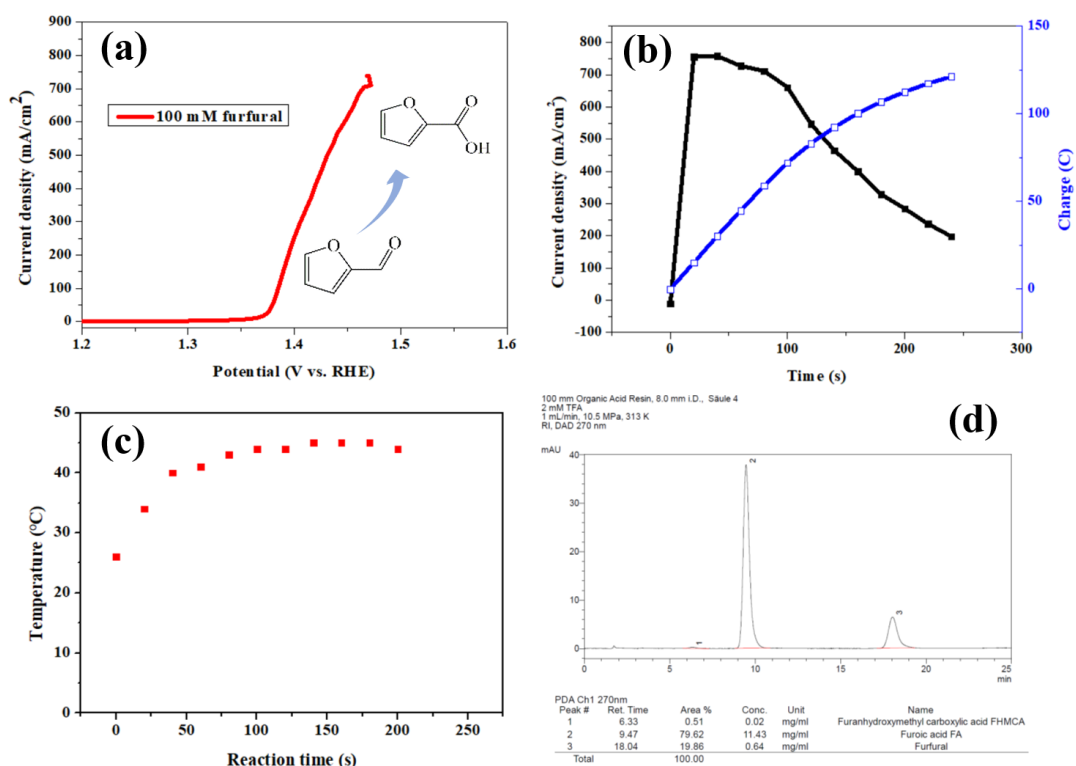 (a)
900
800
700
600
500
400
300
200
100
0
Current density (mA/cm²)
100 mM furfural
O
O
OH
O
O
1.2 1.3 1.4 1.5 1.6
Potential (V vs. RHE)
(b)
800
700
600
500
400
300
200
100
0
-100
Current density (mA/cm²)
150
100
50
0
Charge (C)
0 100 200 300
Time (s)
(c)
50
40
30
20
10
0
Temperature (°C)
0 50 100 150 200 250
Reaction time (s)
100 mm Organic Acid Resin, 8.0 mm i.D., Säule 4
2 mM TFA
1 mL/min, 10.5 MPa, 313 K
RI, DAD 270 nm
(d)
mAU
40
30
20
10
0
1
2
3
0 5 10 15 20 25
min
PDA Ch1 270nm
Peak # Ret. Time Area % Conc. Unit Name
1 6.33 0.51 0.02 mg/ml Furanhydroxymethyl carboxylic acid FHMCA
2 9.47 79.62 11.43 mg/ml Furoic acid FA
3 18.04 19.86 0.64 mg/ml Furfural
Total 100.00